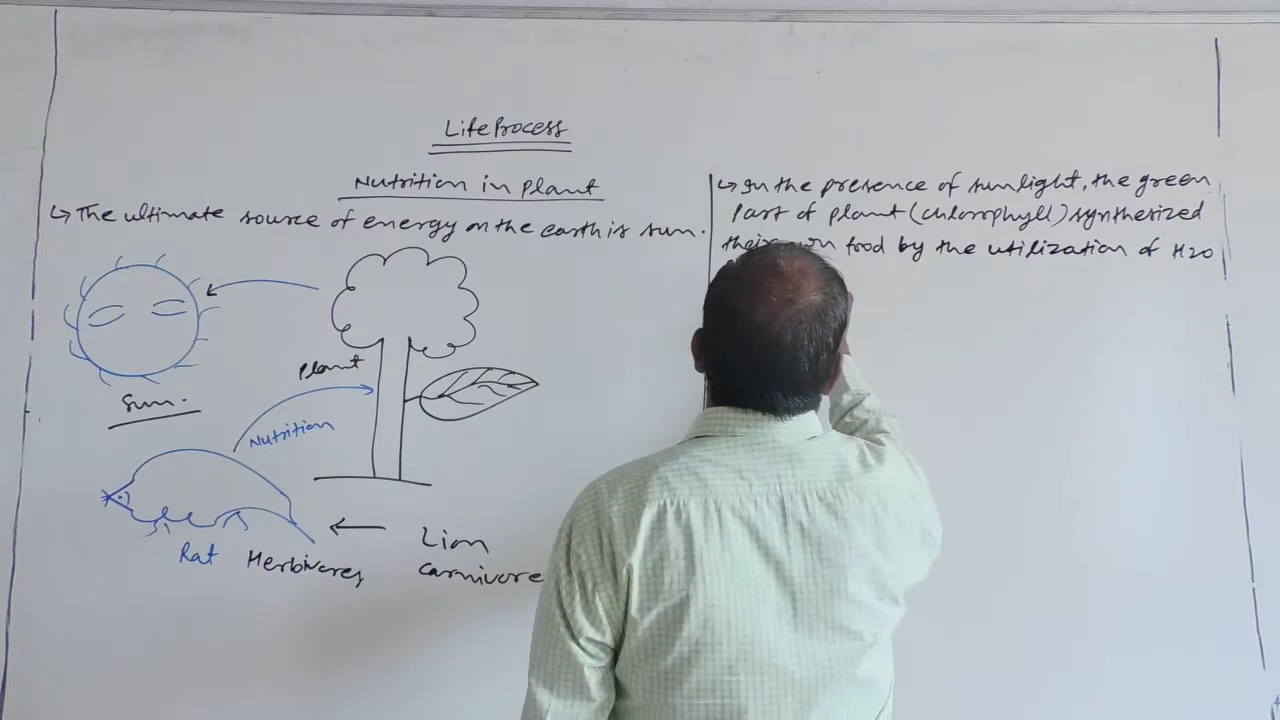 Life Process
Nutrition in plant
↳ The ultimate source of energy on the earth is sun.
Plant
Sun.
Nutrition
Rat Herbivores
Lion
carnivore
↳ In the presence of sunlight, the green
Part of plant (chlorophyll) synthesized
food by the utilization of H2O